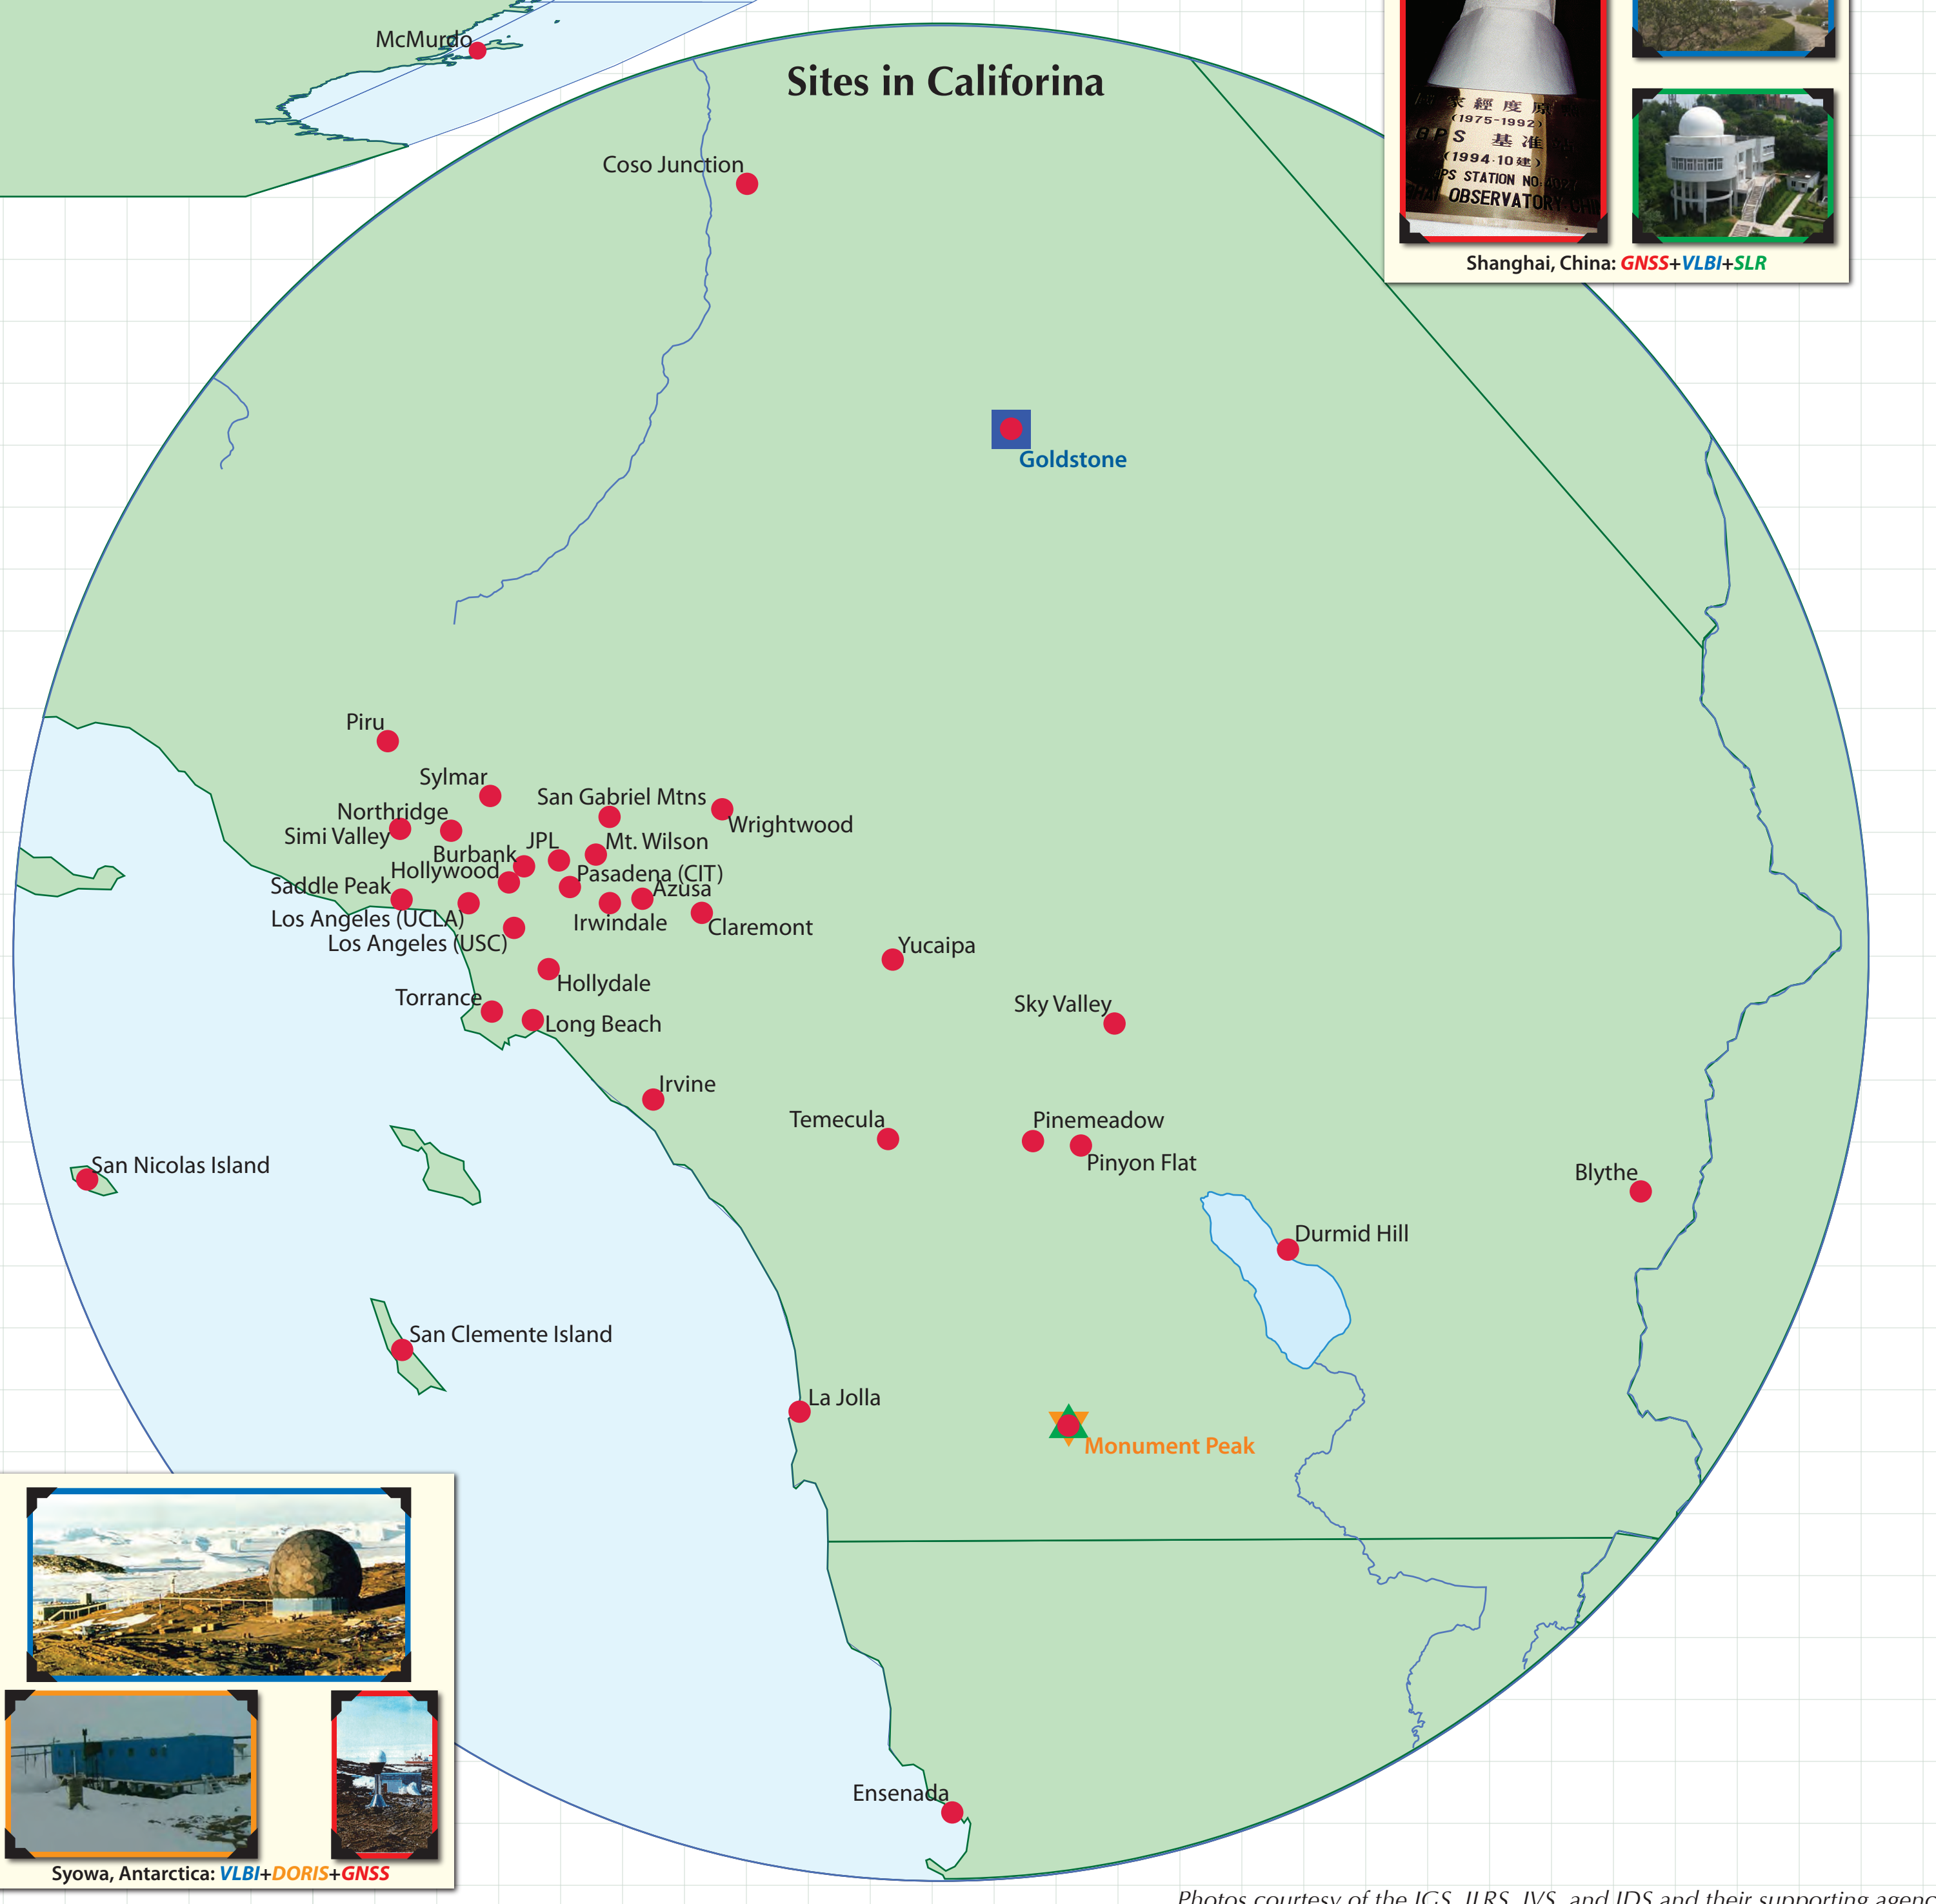 McMurdo
Sites in Califorina
Coso Junction
Goldstone
(1975-1992)
GPS 基准
(1994·10建)
GPS STATION NO.
OBSERVATORY
Shanghai, China: GNSS+VLBI+SLR
Piru
Sylmar
San Gabriel Mtns
Northridge
Wrightwood
Simi Valley
JPL
Mt. Wilson
Burbank
Hollywood
Pasadena (CIT)
Saddle Peak
Azusa
Los Angeles (UCLA)
Irwindale
Claremont
Los Angeles (USC)
Yucaipa
Hollydale
Torrance
Sky Valley
Long Beach
Irvine
Temecula
Pinemeadow
Pinyon Flat
San Nicolas Island
Blythe
Durmid Hill
San Clemente Island
La Jolla
Monument Peak
Ensenada
Syowa, Antarctica: VLBI+DORIS+GNSS
Photos courtesy of the IGS, ILRS, IVS, and IDS and their supporting